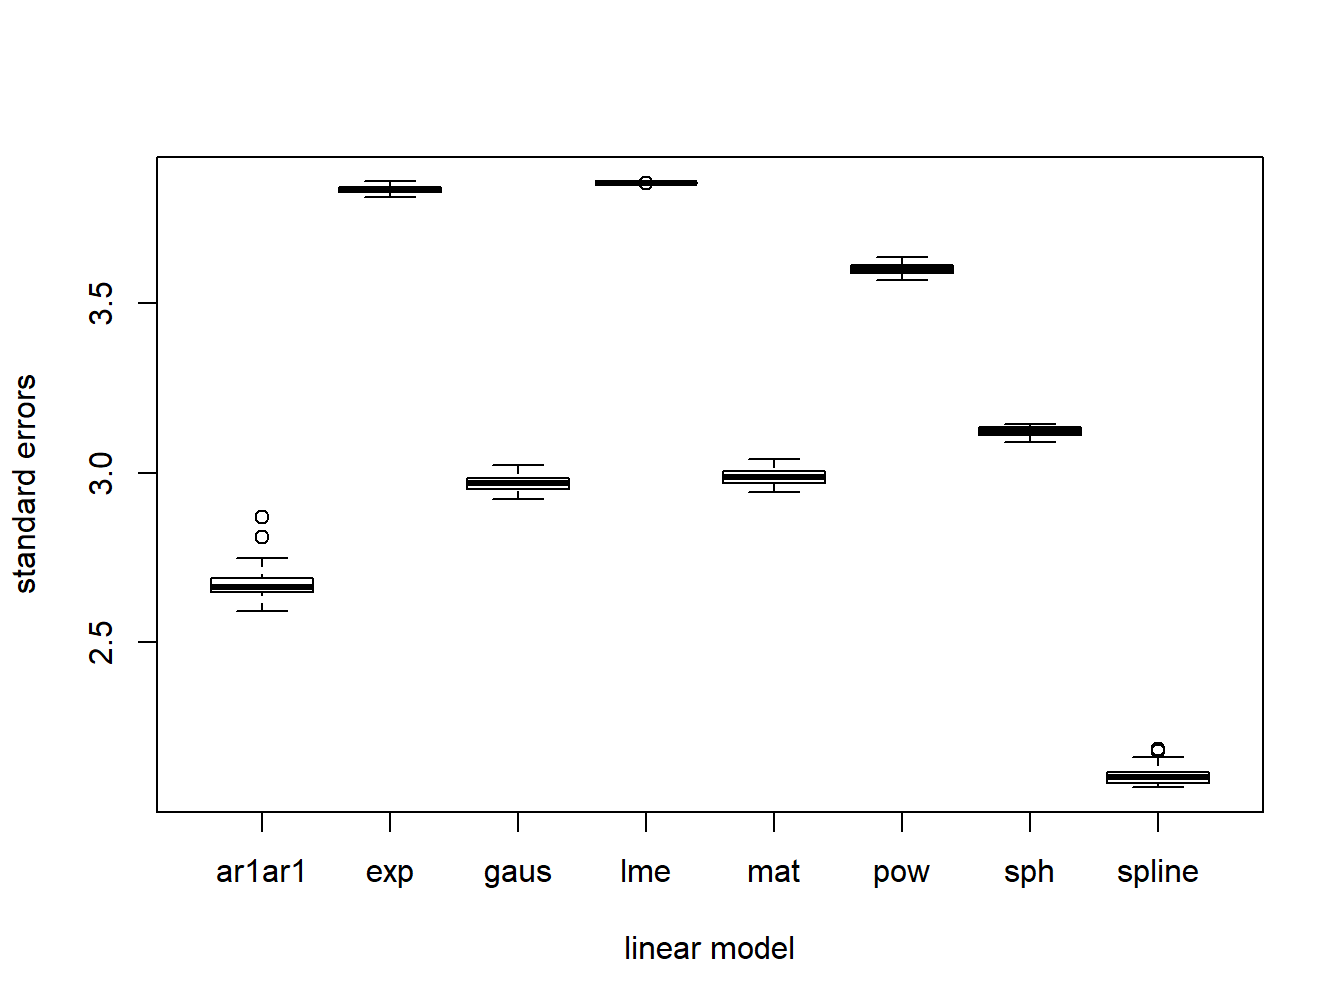 standard errors
3.5
3.0
2.5
ar1ar1 exp gaus lme mat pow sph spline
linear model